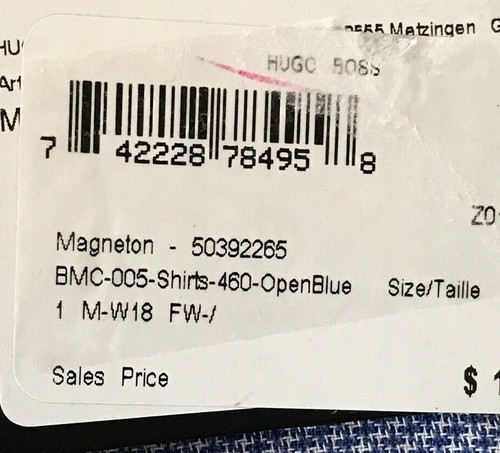 Metzingen
HUGO BOSS
7 42228 78495 8
Magneton - 50392265
BMC-005-Shirts-460-OpenBlue Size/Taille
1 M-W18 FW-/
Sales Price $